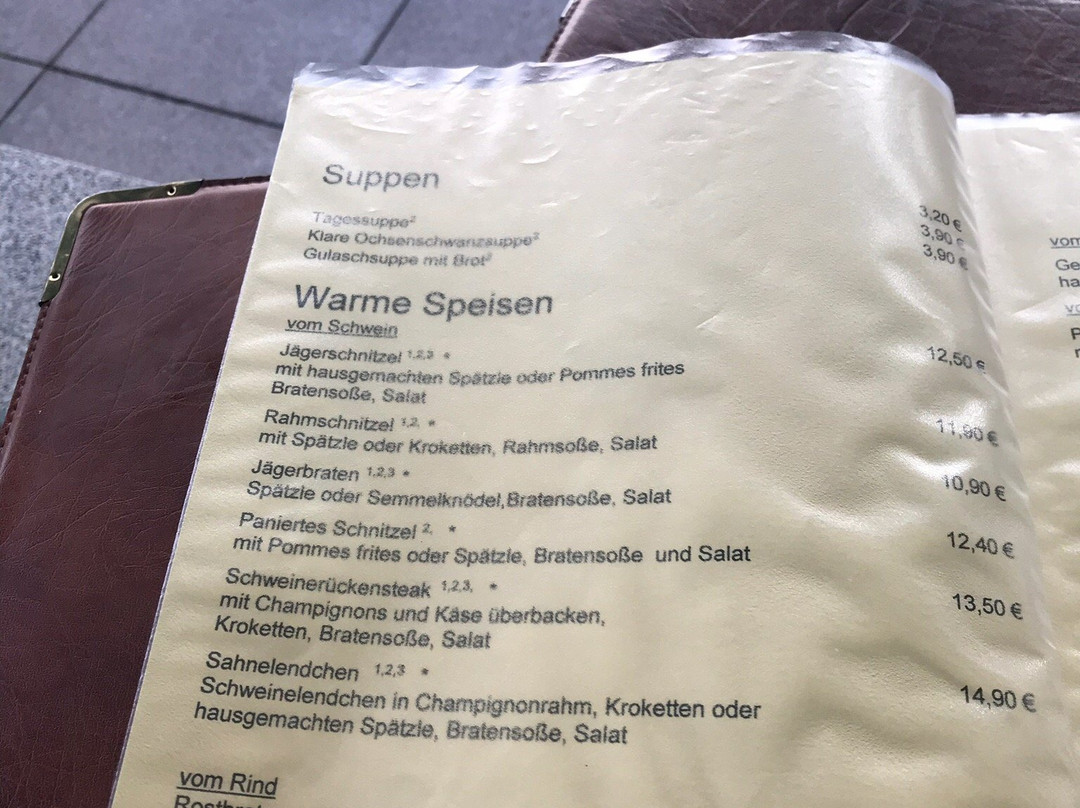 Suppen
Tagessuppe² 3,20 €
Klare Ochsenschwanzsuppe² 3,90 €
Gulaschsuppe mit Brot² 3,90 €
Warme Speisen
vom Schwein
Jägerschnitzel 1,2,3 * 12,50 €
mit hausgemachten Spätzle oder Pommes frites
Bratensoße, Salat
Rahmschnitzel 1,2, * 11,90 €
mit Spätzle oder Kroketten, Rahmsoße, Salat
Jägerbraten 1,2,3 * 10,90 €
Spätzle oder Semmelknödel,Bratensoße, Salat
Paniertes Schnitzel 2, * 12,40 €
mit Pommes frites oder Spätzle, Bratensoße und Salat
Schweinerückensteak 1,2,3, * 13,50 €
mit Champignons und Käse überbacken,
Kroketten, Bratensoße, Salat
Sahnelendchen 1,2,3 * 14,90 €
Schweinelendchen in Champignonrahm, Kroketten oder
hausgemachten Spätzle, Bratensoße, Salat
vom Rind
vom